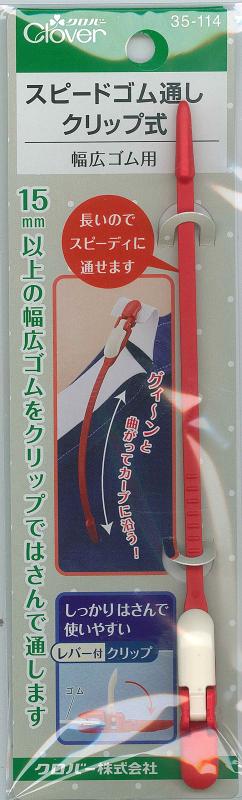 クロバー
Clover
35-114
スピードゴム通し
クリップ式
幅広ゴム用
15mm以上の幅広ゴムをクリップではさんで通します
長いので
スピーディに
通せます
グィ～ンと
曲がってカーブに沿う!
しっかりはさんで
使いやすい
レバー付 クリップ
ゴム
クロバー株式会社